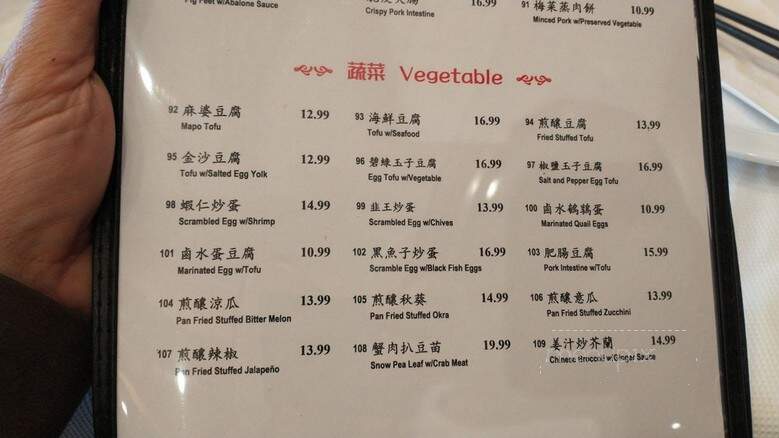 Pig Feet w/Abalone Sauce
Crispy Pork Intestine
16.99
91 梅菜蒸肉餅 10.99
Minced Pork w/Preserved Vegetable
蔬菜 Vegetable
92 麻婆豆腐 12.99
Mapo Tofu
93 海鮮豆腐 16.99
Tofu w/Seafood
94 煎釀豆腐 13.99
Fried Stuffed Tofu
95 金沙豆腐 12.99
Tofu w/Salted Egg Yolk
96 碧綠玉子豆腐 16.99
Egg Tofu w/Vegetable
97 椒鹽玉子豆腐 16.99
Salt and Pepper Egg Tofu
98 蝦仁炒蛋 14.99
Scrambled Egg w/Shrimp
99 韭王炒蛋 13.99
Scrambled Egg w/Chives
100 鹵水鵪鶉蛋 10.99
Marinated Quail Eggs
101 鹵水蛋豆腐 10.99
Marinated Egg w/Tofu
102 黑魚子炒蛋 16.99
Scramble Egg w/Black Fish Eggs
103 肥腸豆腐 15.99
Pork Intestine w/Tofu
104 煎釀涼瓜 13.99
Pan Fried Stuffed Bitter Melon
105 煎釀秋葵 14.99
Pan Fried Stuffed Okra
106 煎釀意瓜 13.99
Pan Fried Stuffed Zucchini
107 煎釀辣椒 13.99
Pan Fried Stuffed Jalapeño
108 蟹肉扒豆苗 19.99
Snow Pea Leaf w/Crab Meat
109 姜汁炒芥蘭 14.99
Chinese Broccoli w/Ginger Sauce